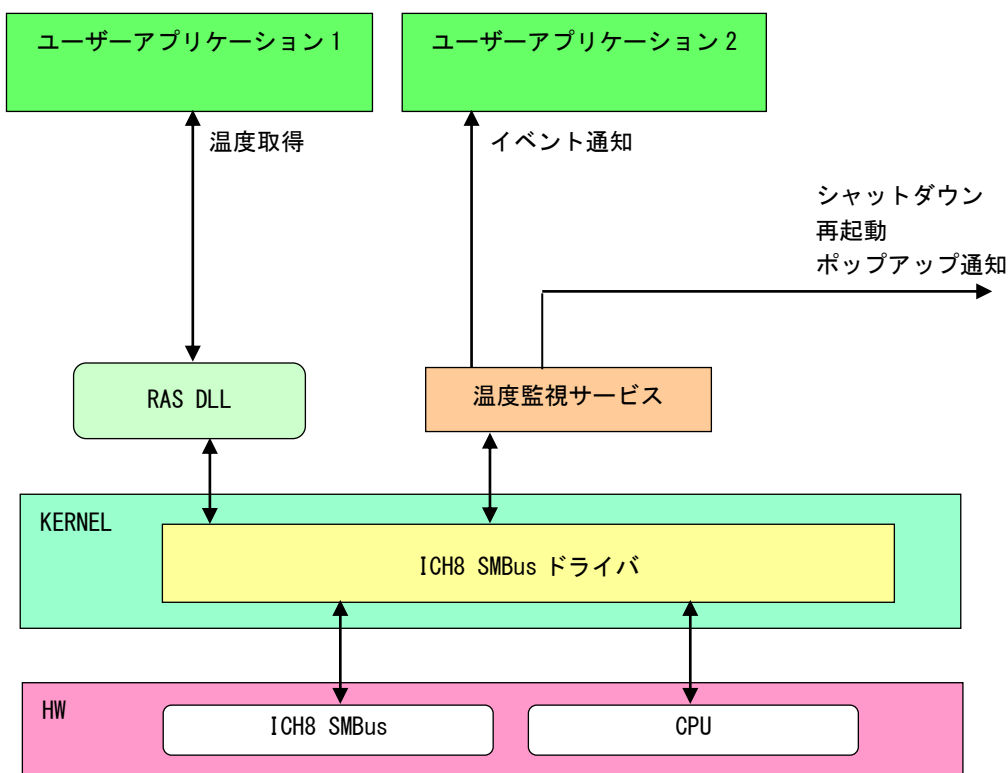 ユーザーアプリケーション1
ユーザーアプリケーション2
温度取得
イベント通知
シャットダウン
再起動
ポップアップ通知
RAS DLL
温度監視サービス
KERNEL
ICH8 SMBus ドライバ
HW
ICH8 SMBus
CPU